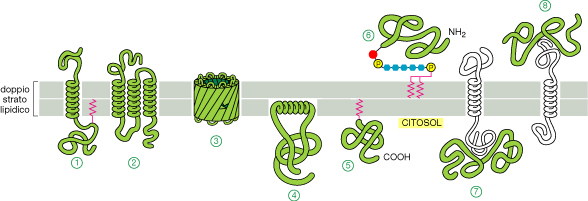 ⑧
⑥
NH₂
P
P
doppio
strato
lipidico
CITOSOL
①
②
③
④
⑤
COOH
⑦